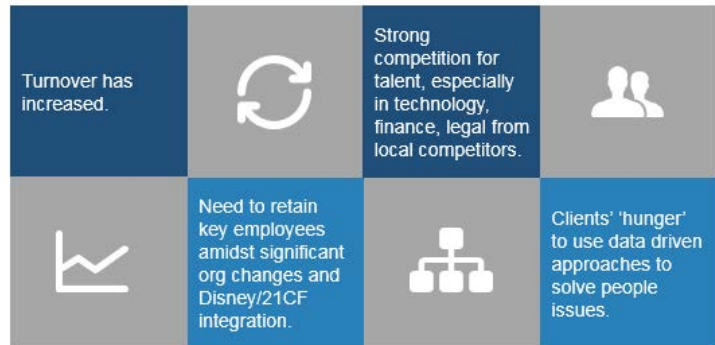 Turnover has
increased.
Strong
competition for
talent, especially
in technology,
finance, legal from
local competitors.
Need to retain
key employees
amidst significant
org changes and
Disney/21CF
integration.
Clients’ ‘hunger’
to use data driven
approaches to
solve people
issues.